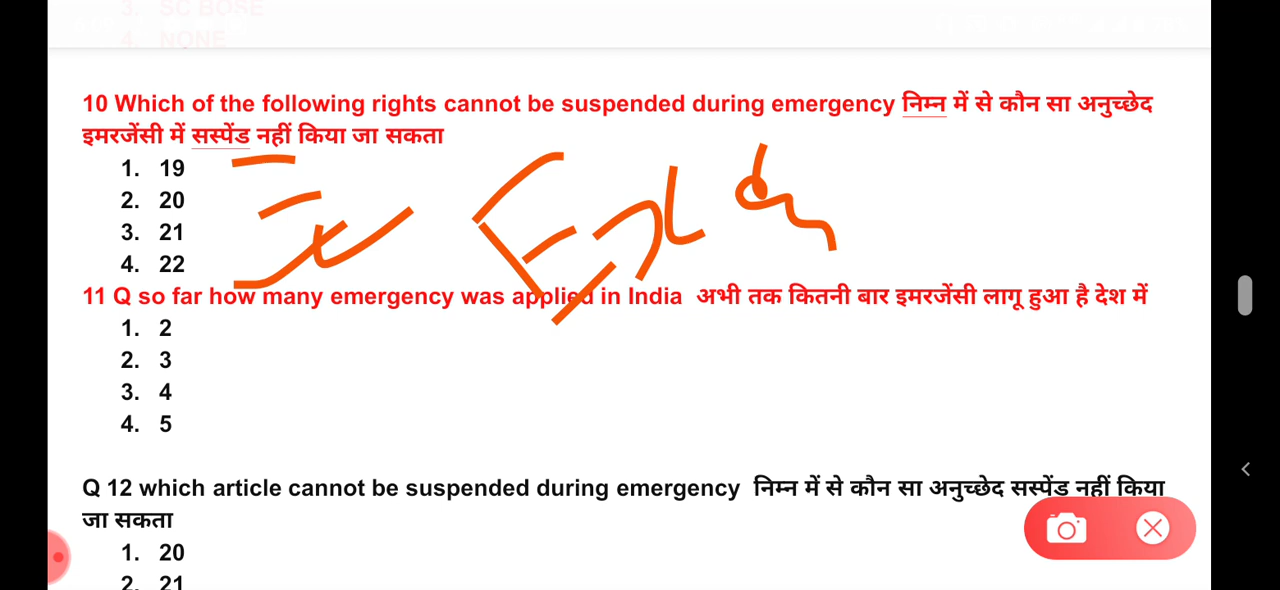 3. SC BOSE
4. NONE
10 Which of the following rights cannot be suspended during emergency निम्न में से कौन सा अनुच्छेद
इमरजेंसी में सस्पेंड नहीं किया जा सकता
1. 19
2. 20
3. 21
4. 22
11 Q so far how many emergency was applied in India अभी तक कितनी बार इमरजेंसी लागू हुआ है देश में
1. 2
2. 3
3. 4
4. 5
Q 12 which article cannot be suspended during emergency निम्न में से कौन सा अनुच्छेद सस्पेंड नहीं किया
जा सकता
1. 20
2. 21